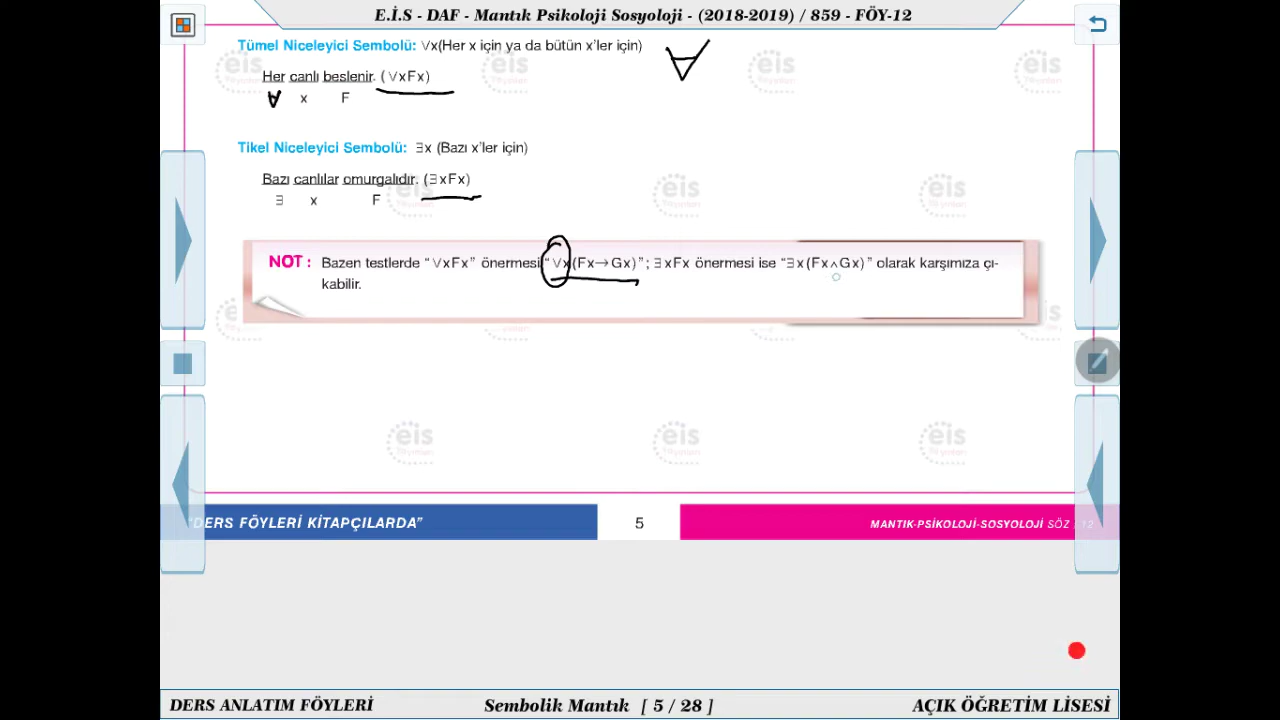 E.İ.S - DAF - Mantık Psikoloji Sosyoloji - (2018-2019) / 859 - FÖY-12
Tümel Niceleyici Sembolü: ∀x(Her x için ya da bütün x'ler için)
∀
Her canlı beslenir. (∀xFx)
∀ x F
Tikel Niceleyici Sembolü: ∃x (Bazı x'ler için)
Bazı canlılar omurgalıdır. (∃xFx)
∃ x F
NOT : Bazen testlerde “∀xFx” önermesi “∀x(Fx→Gx)”; ∃xFx önermesi ise “∃x(Fx∧Gx)” olarak karşımıza çı-
kabilir.
“DERS FÖYLERİ KİTAPÇILARDA”
5
MANTIK-PSİKOLOJİ-SOSYOLOJİ SÖZ 12
DERS ANLATIM FÖYLERİ
Sembolik Mantık [ 5 / 28 ]
AÇIK ÖĞRETİM LİSESİ